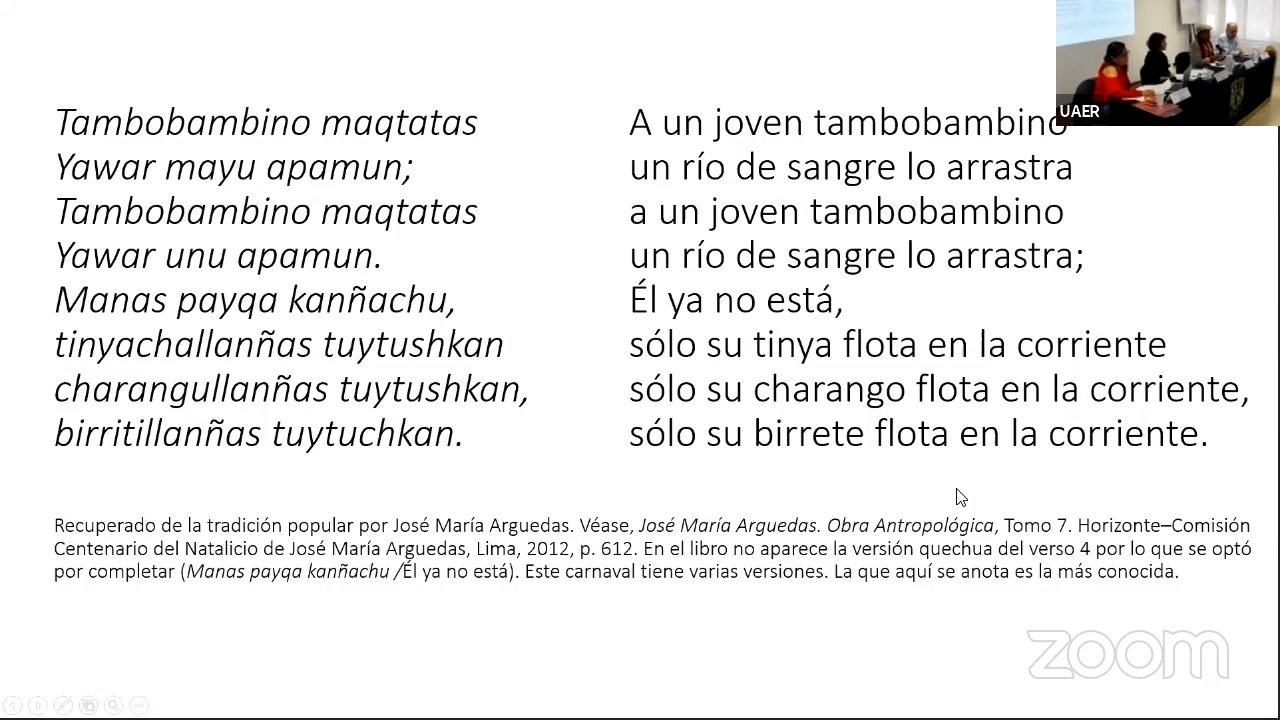 Tambobambino maqtatas
Yawar mayu apamun;
Tambobambino maqtatas
Yawar unu apamun.
Manas payqa kanñachu,
tinyachallanñas tuytushkan
charangullanñas tuytushkan,
birritillanñas tuytuchkan.
A un joven tambobambino
un río de sangre lo arrastra
a un joven tambobambino
un río de sangre lo arrastra;
Él ya no está,
sólo su tinya flota en la corriente
sólo su charango flota en la corriente,
sólo su birrete flota en la corriente.
UAER
Recuperado de la tradición popular por José María Arguedas. Véase, José María Arguedas. Obra Antropológica, Tomo 7. Horizonte–Comisión
Centenario del Natalicio de José María Arguedas, Lima, 2012, p. 612. En el libro no aparece la versión quechua del verso 4 por lo que se optó
por completar (Manas payqa kanñachu /Él ya no está). Este carnaval tiene varias versiones. La que aquí se anota es la más conocida.
zoom